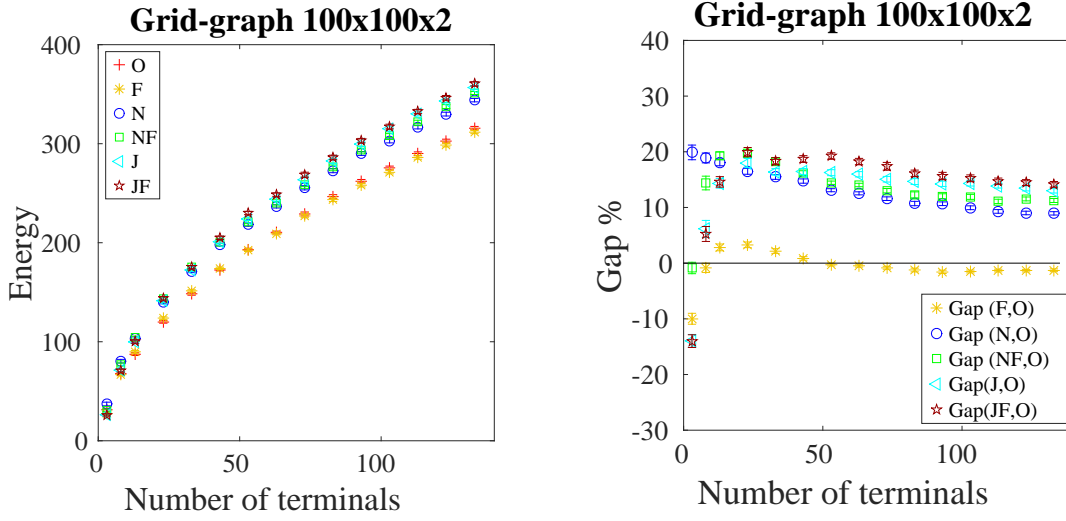 Grid-graph 100x100x2
400
300
200
100
0
0
50
100
Energy
Number of terminals
O
F
N
NF
J
JF
Grid-graph 100x100x2
40
30
20
10
0
-10
-20
-30
0
50
100
Gap %
Number of terminals
Gap (F,O)
Gap (N,O)
Gap (NF,O)
Gap(J,O)
Gap(JF,O)